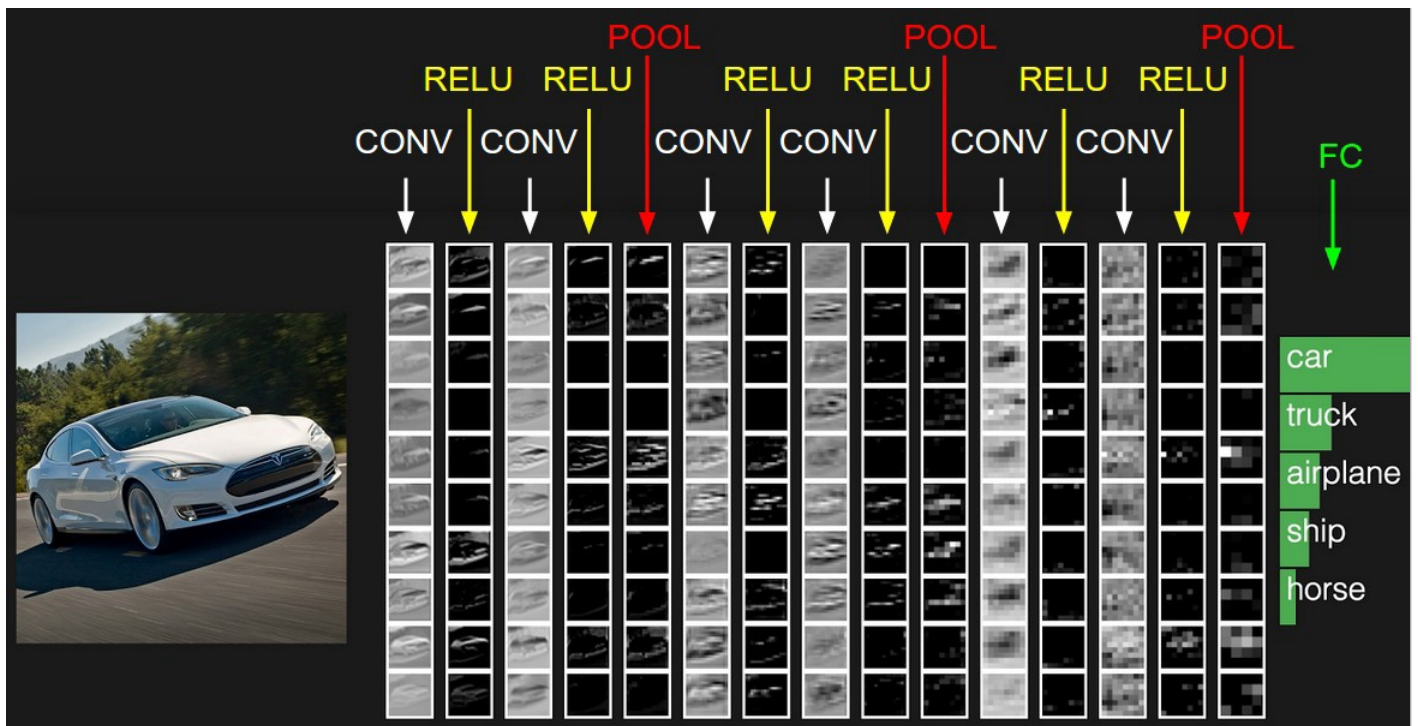 POOL POOL POOL
RELU RELU RELU RELU RELU RELU
CONV CONV CONV CONV CONV CONV
FC
car
truck
airplane
ship
horse